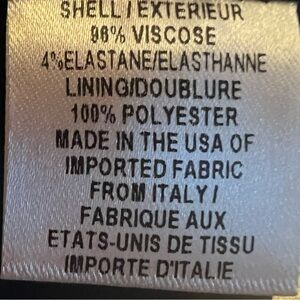 SHELL/EXTERIEUR
96% VISCOSE
4%ELASTANE/ELASTHANNE
LINING/DOUBLURE
100% POLYESTER
MADE IN THE USA OF
IMPORTED FABRIC
FROM ITALY/
FABRIQUE AUX
ETATS-UNIS DE TISSU
IMPORTE D'ITALIE